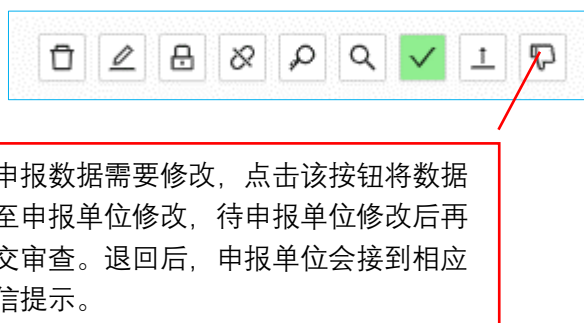 申报数据需要修改，点击该按钮将数据
至申报单位修改，待申报单位修改后再
交审查。退回后，申报单位会接到相应
信提示。